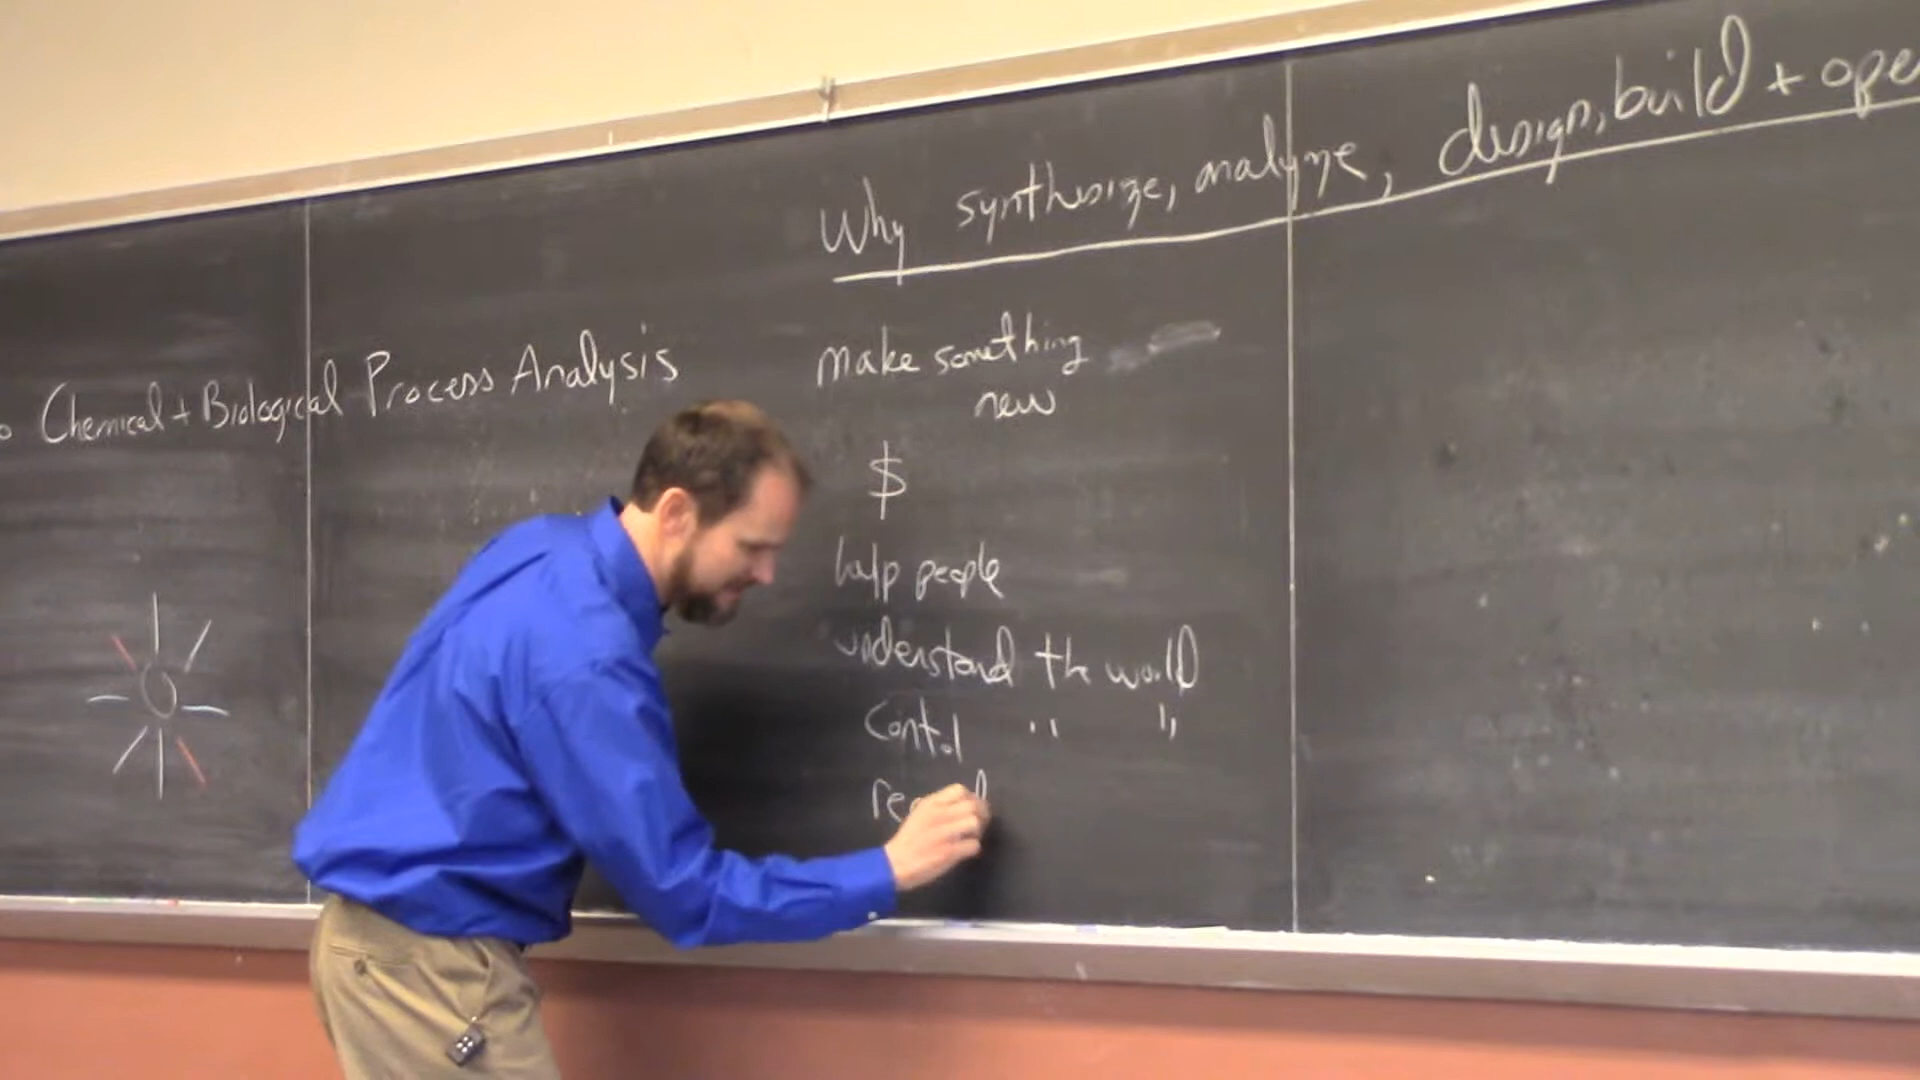 Why synthesize, analyze, design, build + ope
Chemical + Biological Process Analysis
make something
new
$
help people
understand the world
Control " "